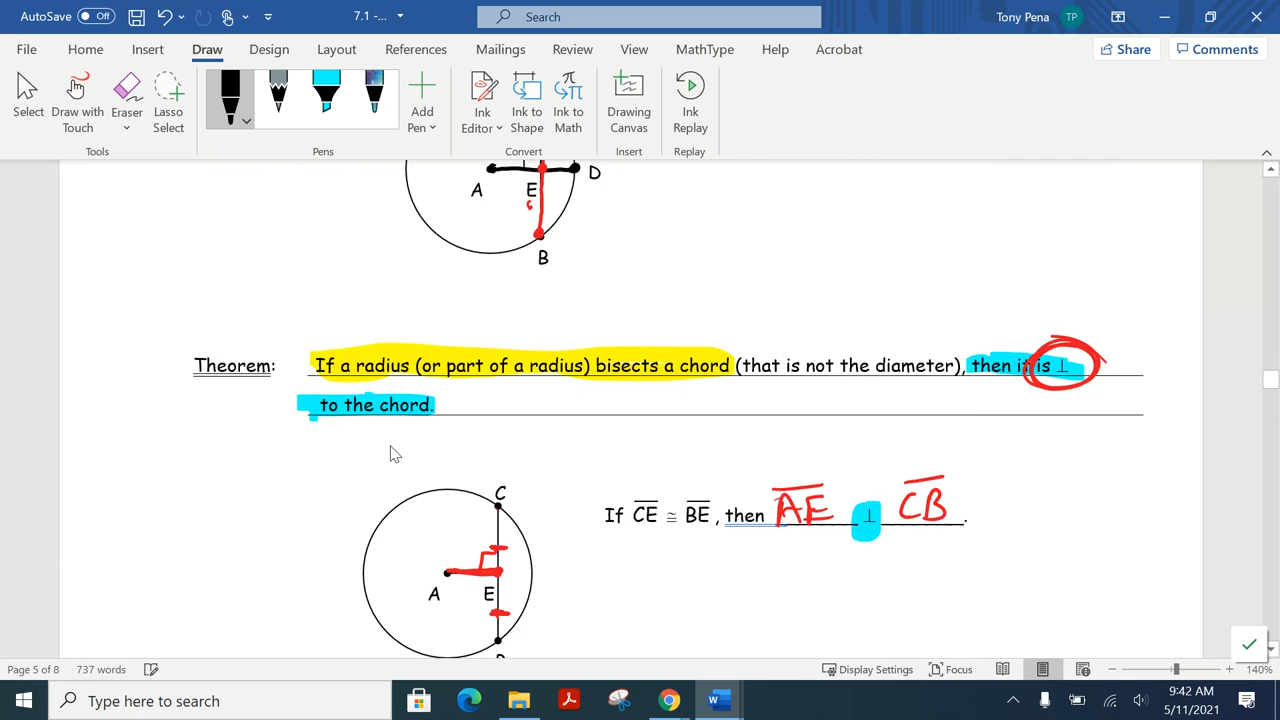 AutoSave Off 7.1 -... Search Tony Pena TP
File Home Insert Draw Design Layout References Mailings Review View MathType Help Acrobat Share Comments
Select Draw with Touch Eraser Lasso Select Add Pen Ink Editor Ink to Shape Ink to Math Drawing Canvas Ink Replay
Tools Pens Convert Insert Replay
A E D
6
B
Theorem: If a radius (or part of a radius) bisects a chord (that is not the diameter), then it is ⊥
to the chord.
C
If CE ≅ BE, then AE ⊥ CB.
A E
Page 5 of 8 737 words Display Settings Focus 140%
Type here to search 9:42 AM
5/11/2021